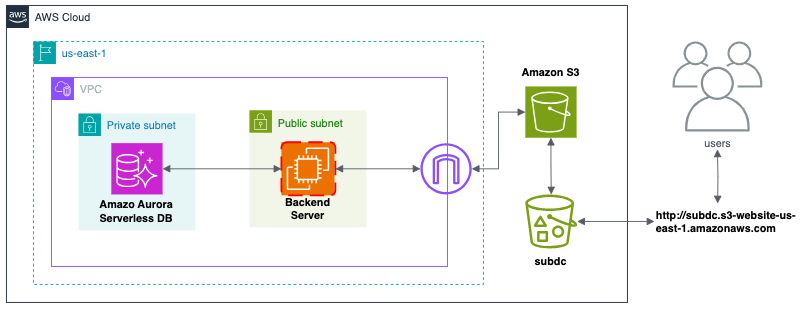 aws
AWS Cloud
us-east-1
VPC
Private subnet
Amazo Aurora
Serverless DB
Public subnet
Backend
Server
Amazon S3
subdc
users
http://subdc.s3-website-us-
east-1.amazonaws.com